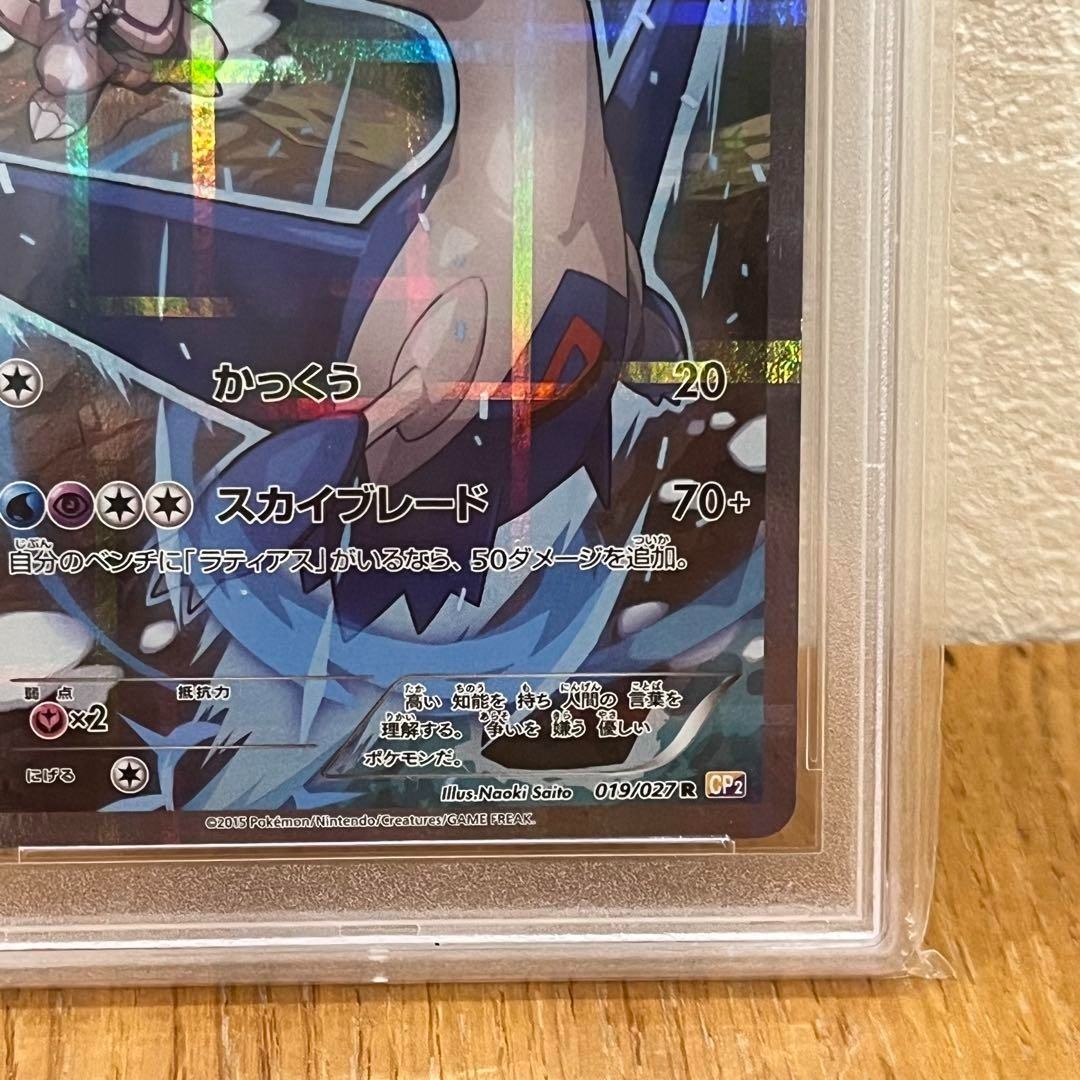 かっくう 20
スカイブレード 70+
自分のベンチに「ラティアス」がいるなら、50ダメージを追加。
弱点 抵抗力
×2
にげる
高い 知能を 持ち 人間の 言葉を
理解する。 争いを 嫌う 優しい
ポケモンだ。
Illus.Naoki Saito 019/027 R CP2
©2015 Pokémon/Nintendo/Creatures/GAME FREAK.